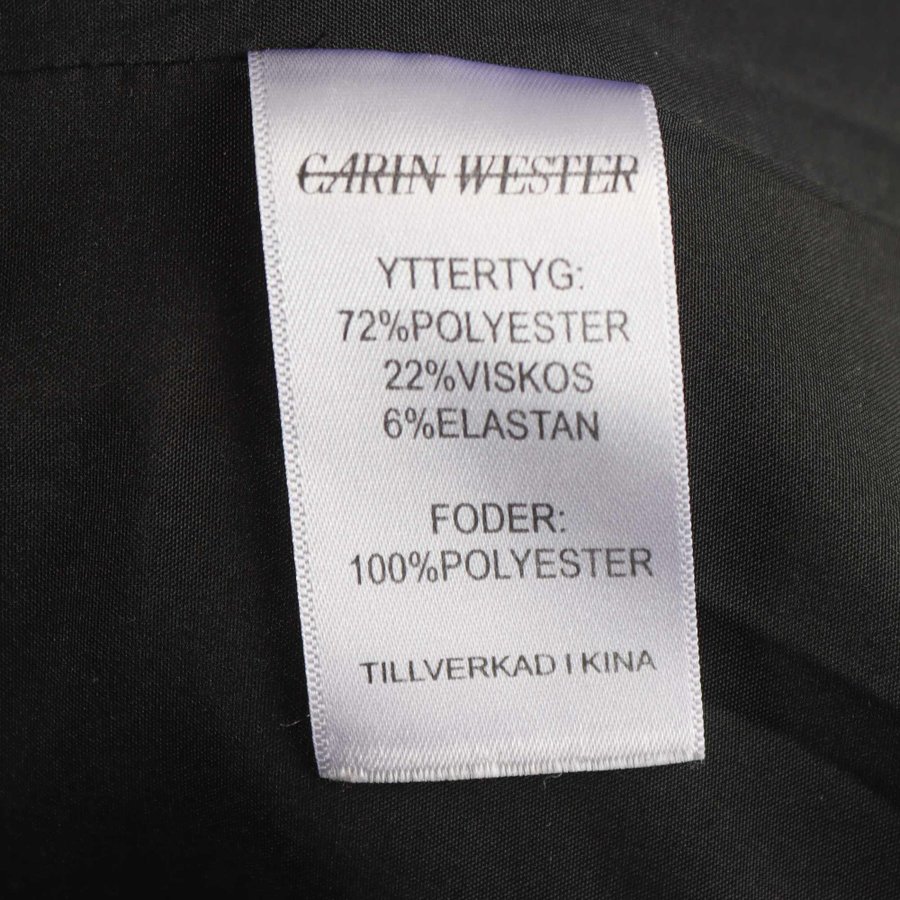 CARIN WESTER
YTTERTYG:
72%POLYESTER
22%VISKOS
6%ELASTAN
FODER:
100%POLYESTER
TILLVERKAD I KINA